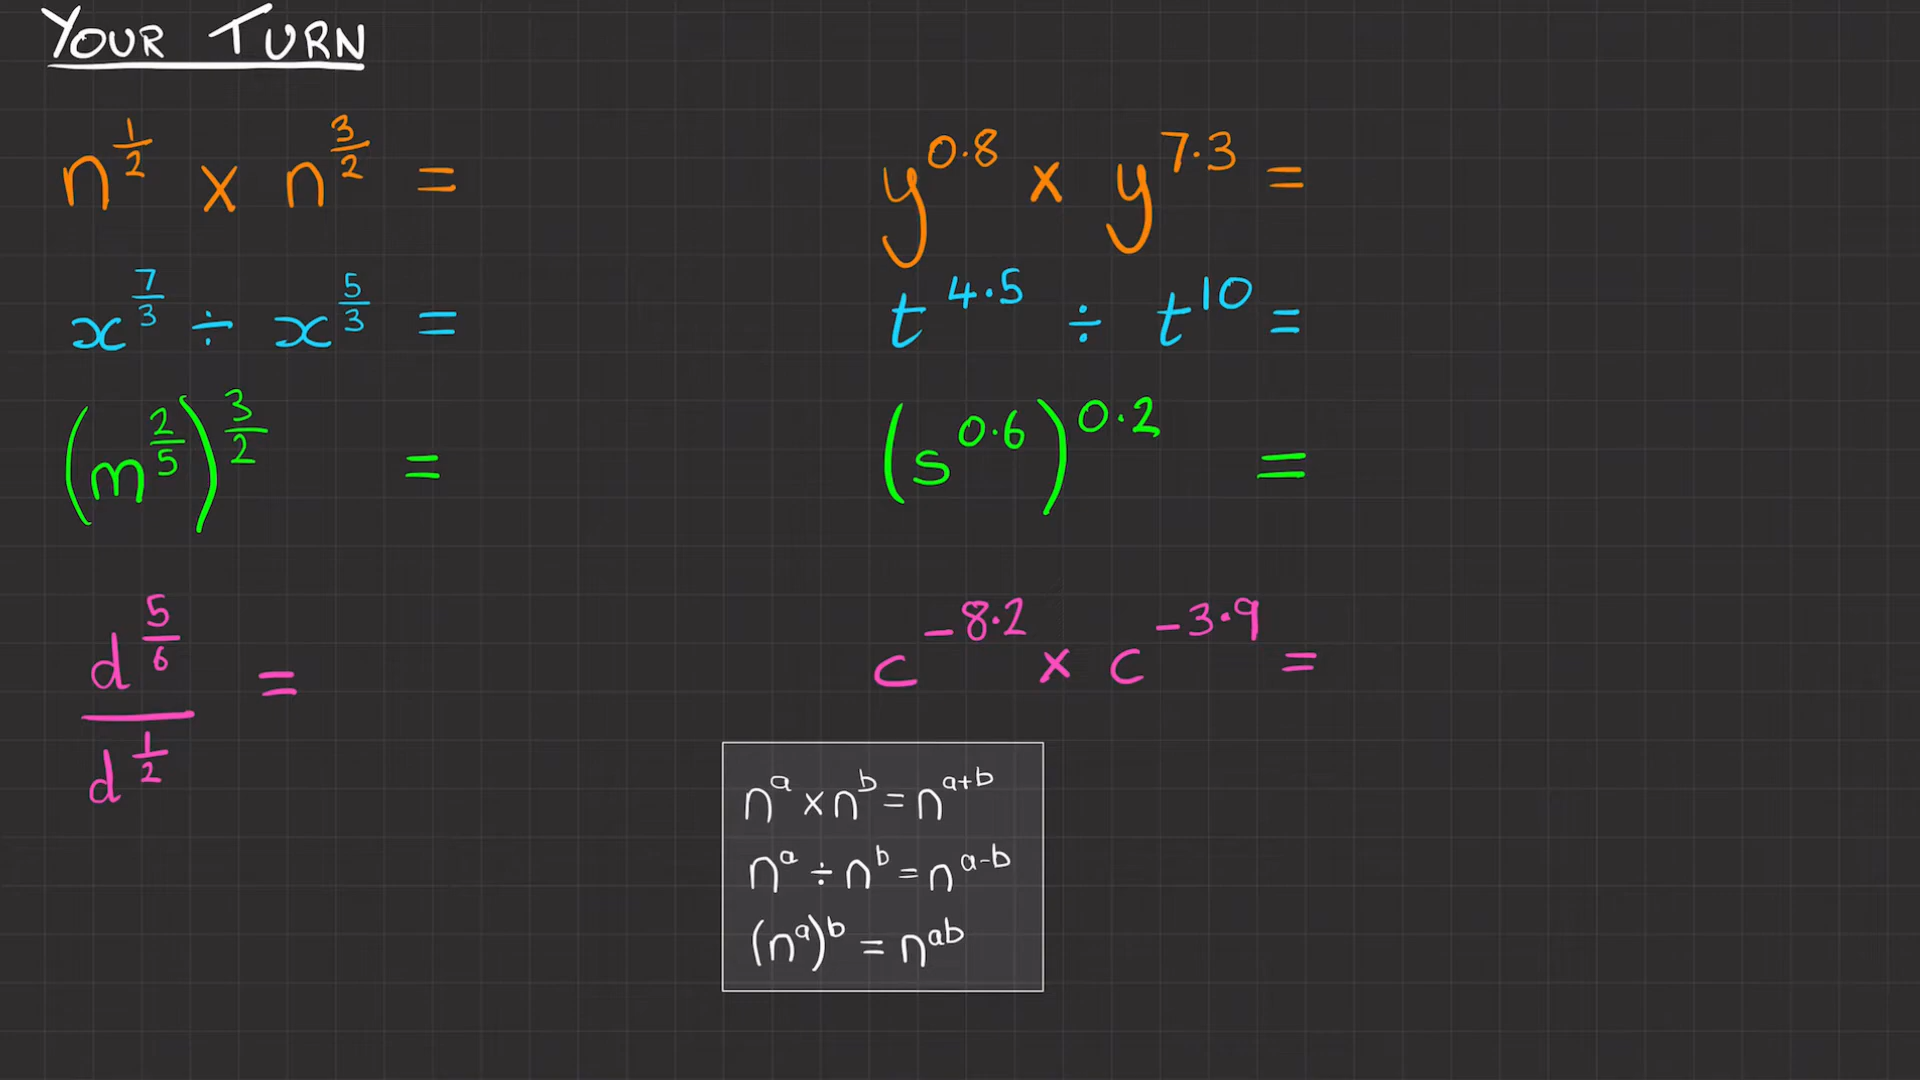 YOUR TURN
n^(1/2) × n^(3/2) =
x^(7/3) ÷ x^(5/3) =
(m^(2/5))^(3/2) =
d^(5/6) / d^(1/2) =
y^0.8 × y^7.3 =
t^4.5 ÷ t^10 =
(s^0.6)^0.2 =
c^-8.2 × c^-3.9 =
n^a × n^b = n^(a+b)
n^a ÷ n^b = n^(a-b)
(n^a)^b = n^ab